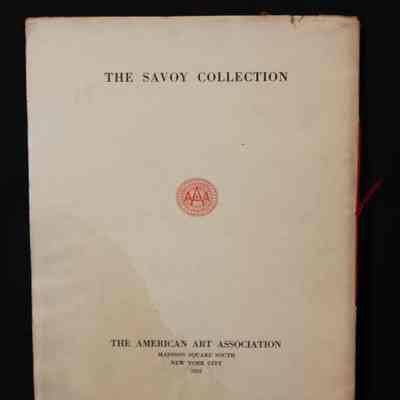 THE SAVOY COLLECTION
AAA
THE AMERICAN ART ASSOCIATION
MADISON SQUARE SOUTH
NEW YORK CITY